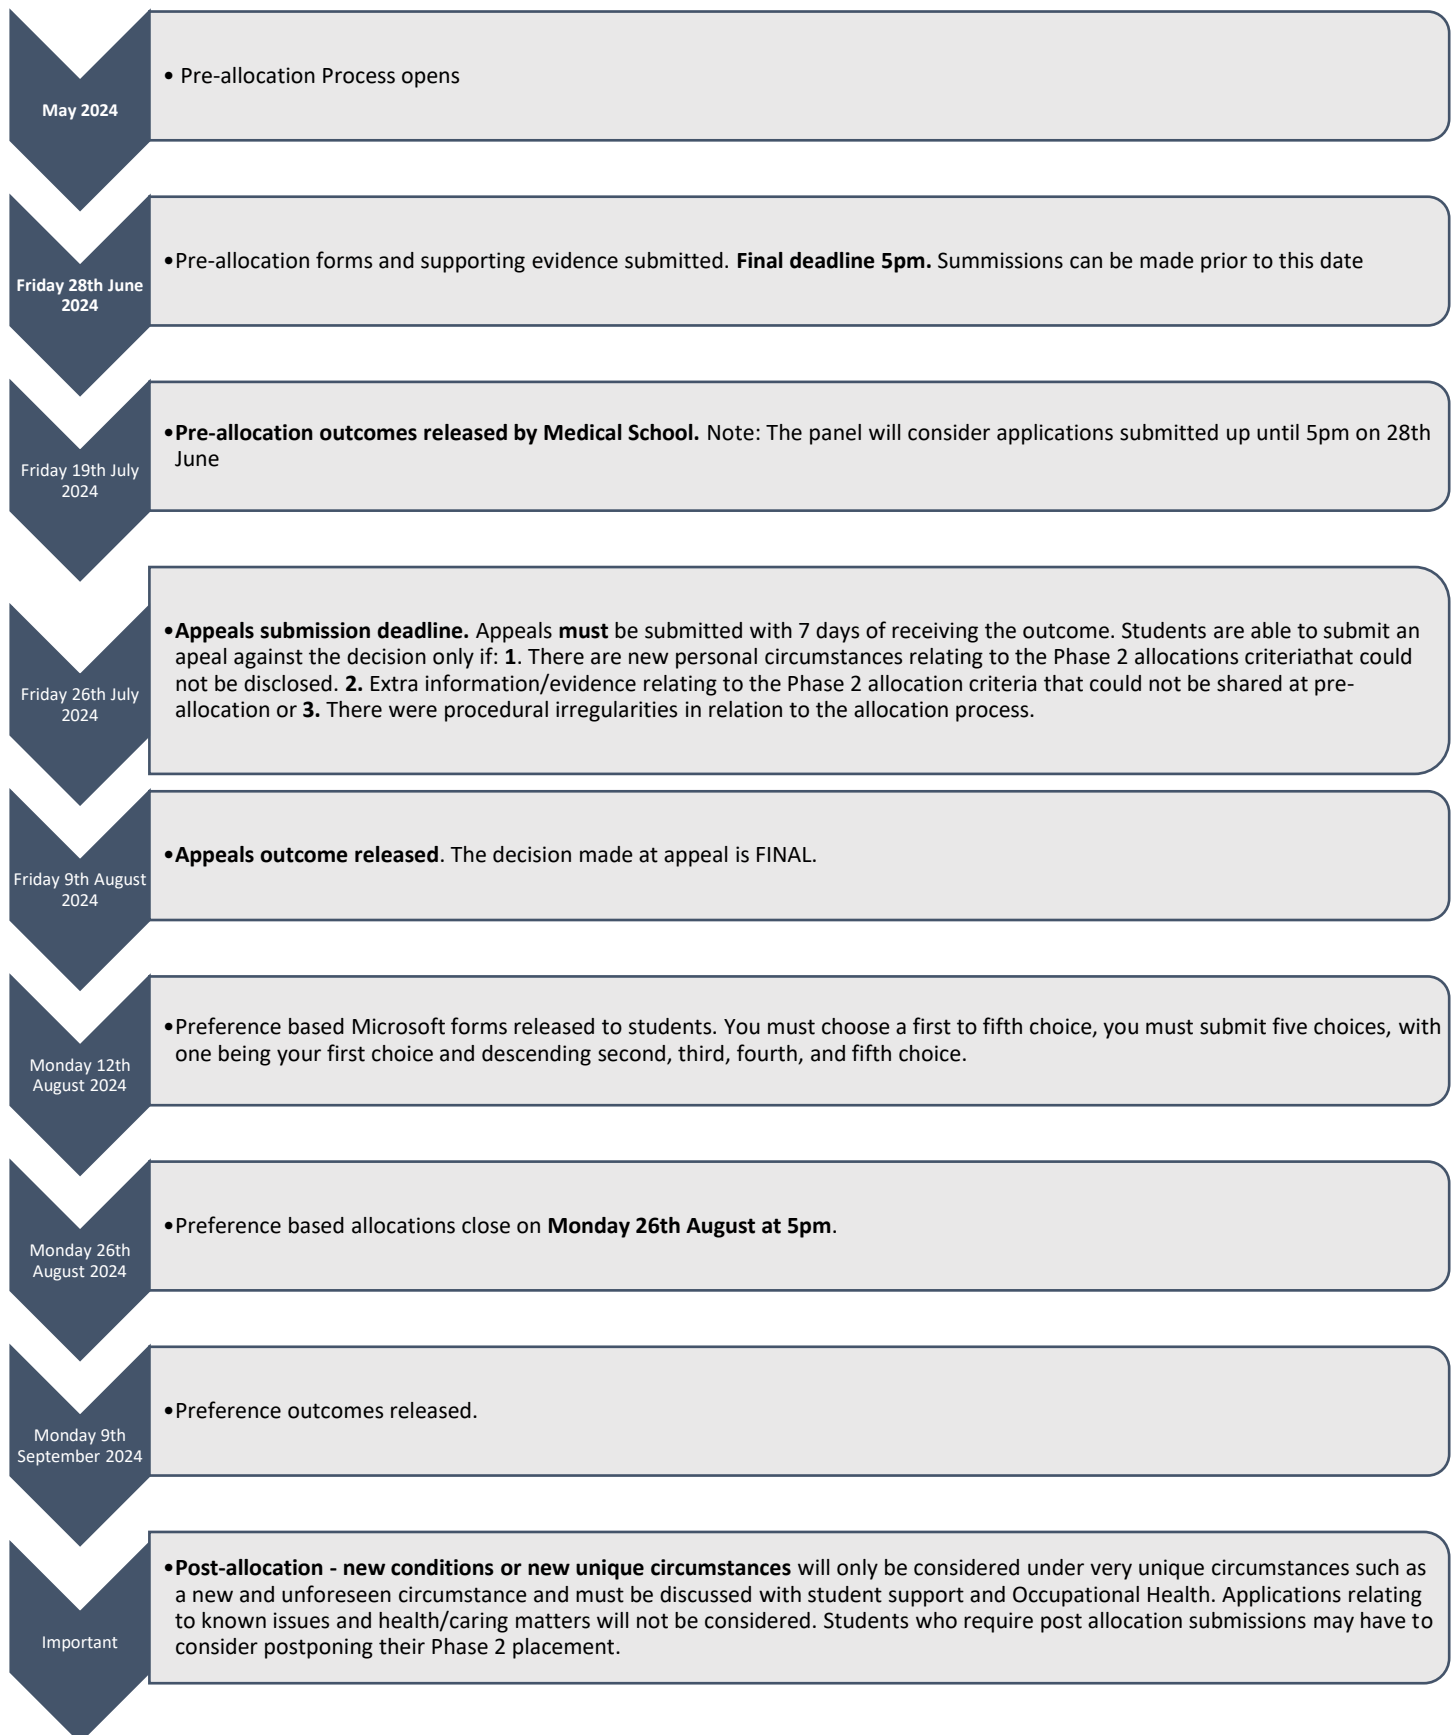 May 2024
• Pre-allocation Process opens
Friday 28th June
2024
•Pre-allocation forms and supporting evidence submitted. Final deadline 5pm. Summissions can be made prior to this date
Friday 19th July
2024
•Pre-allocation outcomes released by Medical School. Note: The panel will consider applications submitted up until 5pm on 28th
June
Friday 26th July
2024
•Appeals submission deadline. Appeals must be submitted with 7 days of receiving the outcome. Students are able to submit an
apeal against the decision only if: 1. There are new personal circumstances relating to the Phase 2 allocations criteriathat could
not be disclosed. 2. Extra information/evidence relating to the Phase 2 allocation criteria that could not be shared at pre-
allocation or 3. There were procedural irregularities in relation to the allocation process.
Friday 9th August
2024
•Appeals outcome released. The decision made at appeal is FINAL.
Monday 12th
August 2024
•Preference based Microsoft forms released to students. You must choose a first to fifth choice, you must submit five choices, with
one being your first choice and descending second, third, fourth, and fifth choice.
Monday 26th
August 2024
•Preference based allocations close on Monday 26th August at 5pm.
Monday 9th
September 2024
•Preference outcomes released.
Important
•Post-allocation - new conditions or new unique circumstances will only be considered under very unique circumstances such as
a new and unforeseen circumstance and must be discussed with student support and Occupational Health. Applications relating
to known issues and health/caring matters will not be considered. Students who require post allocation submissions may have to
consider postponing their Phase 2 placement.